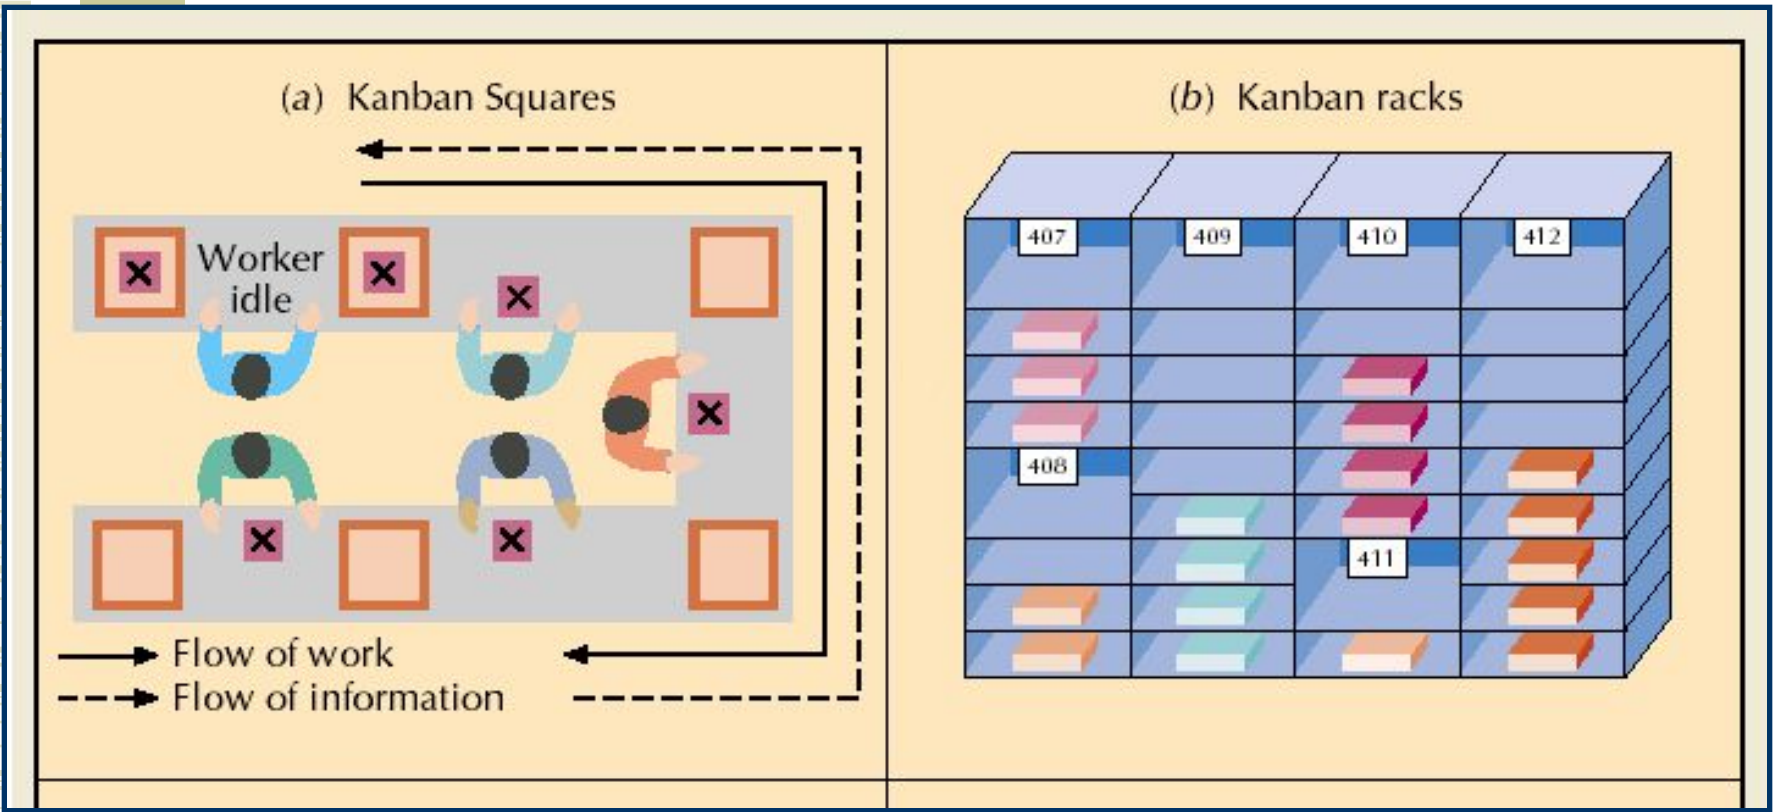 (a) Kanban Squares
Worker
idle
Flow of work
Flow of information
(b) Kanban racks
407
409
410
412
408
411